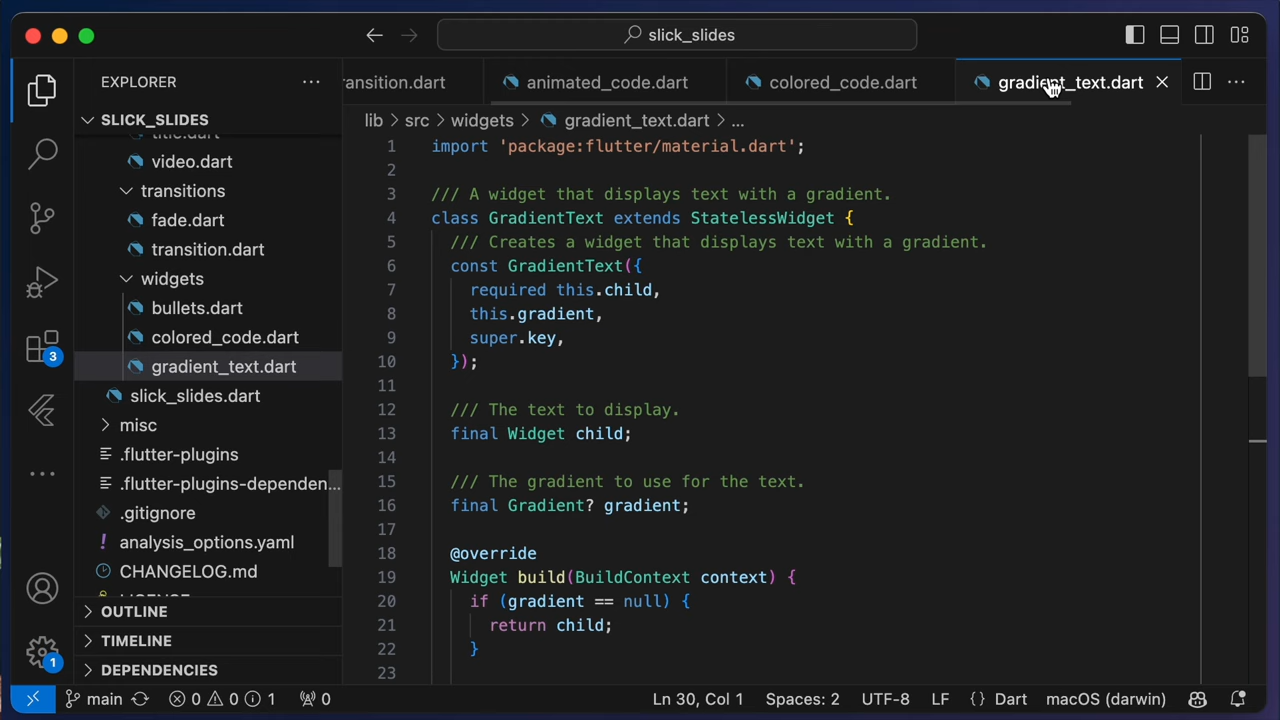 slick_slides
EXPLORER
SLICK_SLIDES
title.dart
video.dart
transitions
fade.dart
transition.dart
widgets
bullets.dart
colored_code.dart
gradient_text.dart
slick_slides.dart
misc
.flutter-plugins
.flutter-plugins-dependen...
.gitignore
analysis_options.yaml
CHANGELOG.md
LICENSE
OUTLINE
TIMELINE
DEPENDENCIES
3
1
ransition.dart
animated_code.dart
colored_code.dart
gradient_text.dart
lib > src > widgets > gradient_text.dart > ...
1 import 'package:flutter/material.dart';
2
3 /// A widget that displays text with a gradient.
4 class GradientText extends StatelessWidget {
5 /// Creates a widget that displays text with a gradient.
6 const GradientText({
7 required this.child,
8 this.gradient,
9 super.key,
10 });
11
12 /// The text to display.
13 final Widget child;
14
15 /// The gradient to use for the text.
16 final Gradient? gradient;
17
18 @override
19 Widget build(BuildContext context) {
20 if (gradient == null) {
21 return child;
22 }
23
main 0 0 1 0 Ln 30, Col 1 Spaces: 2 UTF-8 LF {} Dart macOS (darwin)